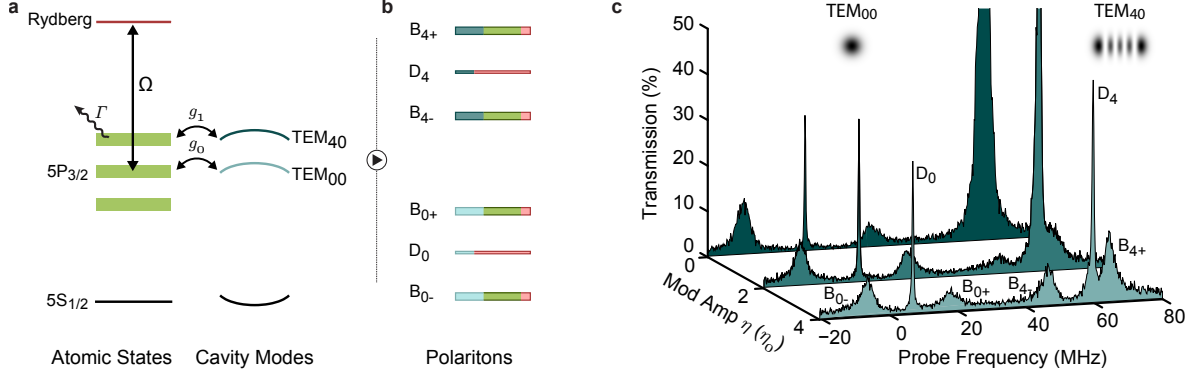 a
Rydberg
Ω
Γ
g₁
TEM₄₀
g₀
5P₃/₂
TEM₀₀
5S₁/₂
Atomic States
Cavity Modes
b
B₄₊
D₄
B₄₋
B₀₊
D₀
B₀₋
Polaritons
c
TEM₀₀
TEM₄₀
50
40
30
20
10
0
Transmission (%)
0
2
4
Mod Amp η (η₀)
D₀
D₄
B₀₋
B₀₊
B₄₋
B₄₊
−20
0
20
40
60
80
Probe Frequency (MHz)